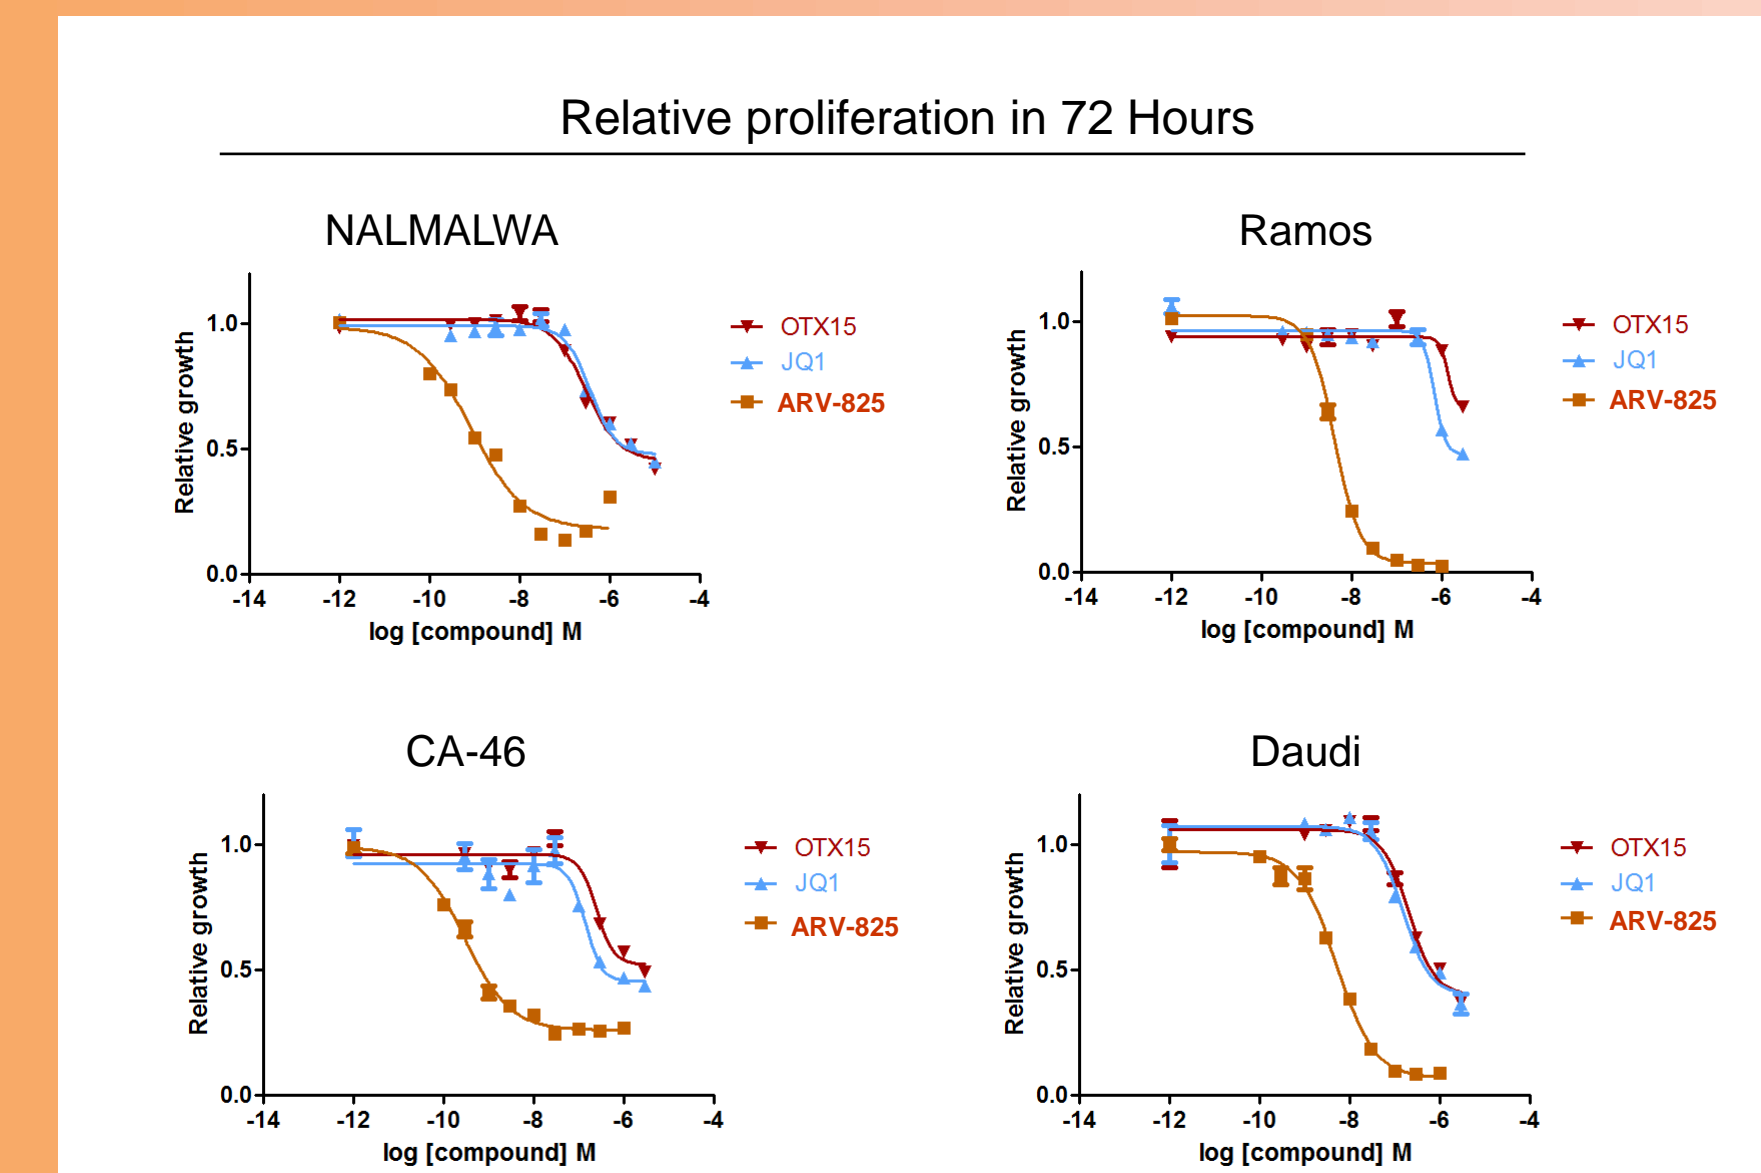 Relative proliferation in 72 Hours
NALMALWA
Relative growth
1.0
0.5
0.0
-14 -12 -10 -8 -6 -4
log [compound] M
OTX15
JQ1
ARV-825
Ramos
Relative growth
1.0
0.5
0.0
-14 -12 -10 -8 -6 -4
log [compound] M
OTX15
JQ1
ARV-825
CA-46
Relative growth
1.0
0.5
0.0
-14 -12 -10 -8 -6 -4
log [compound] M
OTX15
JQ1
ARV-825
Daudi
Relative growth
1.0
0.5
0.0
-14 -12 -10 -8 -6 -4
log [compound] M
OTX15
JQ1
ARV-825